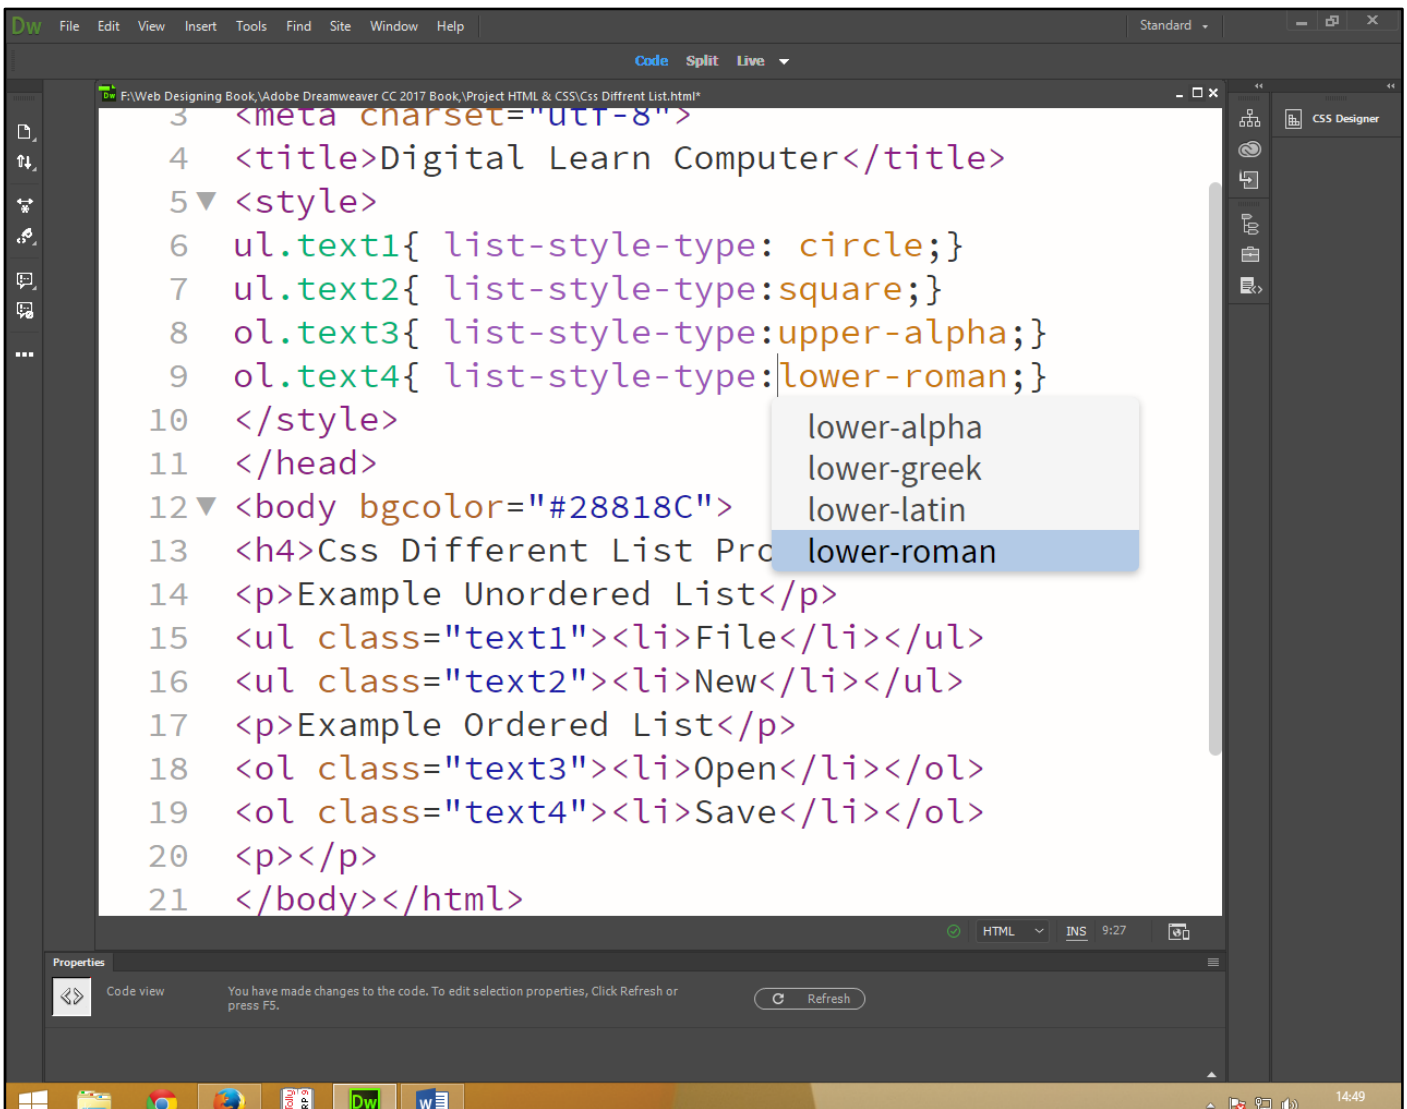 Dw File Edit View Insert Tools Find Site Window Help Standard
Code Split Live
Dw F:\Web Designing Book,\Adobe Dreamweaver CC 2017 Book,\Project HTML & CSS\Css Diffrent List.html*
CSS Designer
3 <meta charset="utf-8">
4 <title>Digital Learn Computer</title>
5 <style>
6 ul.text1{ list-style-type: circle;}
7 ul.text2{ list-style-type:square;}
8 ol.text3{ list-style-type:upper-alpha;}
9 ol.text4{ list-style-type:lower-roman;}
10 </style>
lower-alpha
11 </head>
lower-greek
12 <body bgcolor="#28818C">
lower-latin
13 <h4>Css Different List Pro
lower-roman
14 <p>Example Unordered List</p>
15 <ul class="text1"><li>File</li></ul>
16 <ul class="text2"><li>New</li></ul>
17 <p>Example Ordered List</p>
18 <ol class="text3"><li>Open</li></ol>
19 <ol class="text4"><li>Save</li></ol>
20 <p></p>
21 </body></html>
HTML INS 9:27
Properties
Code view You have made changes to the code. To edit selection properties, Click Refresh or
press F5.
Refresh
Tally
ERP 9
Dw
W
14:49